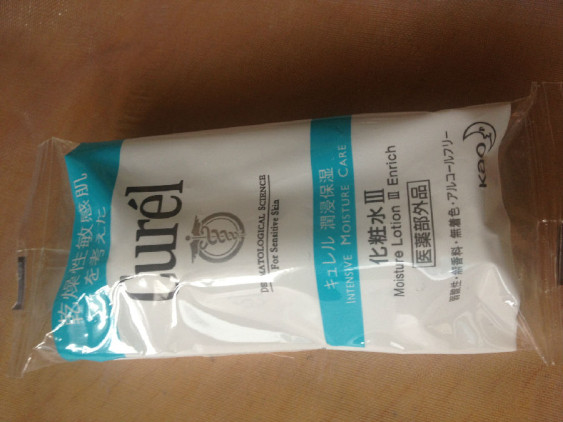 乾燥性敏感肌
を考えた
Curél
DERMATOLOGICAL SCIENCE
For Sensitive Skin
キュレル 潤浸保湿
INTENSIVE MOISTURE CARE
化粧水III
Moisture Lotion III Enrich
医薬部外品
弱酸性・無香料・無着色・アルコールフリー
Kao